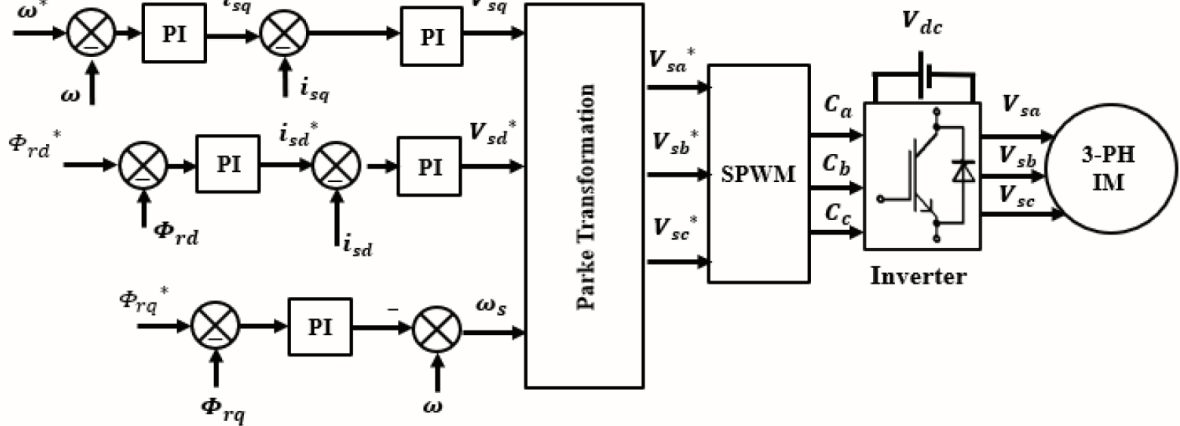 ω*
PI
i_sq
PI
V_sq
ω
i_sq
V_dc
Φ_rd*
PI
i_sd*
PI
V_sd*
Φ_rd
i_sd
Φ_rq*
PI
ω_s
Φ_rq
ω
Parke Transformation
V_sa*
V_sb*
V_sc*
SPWM
C_a
C_b
C_c
Inverter
V_sa
V_sb
V_sc
3-PH
IM